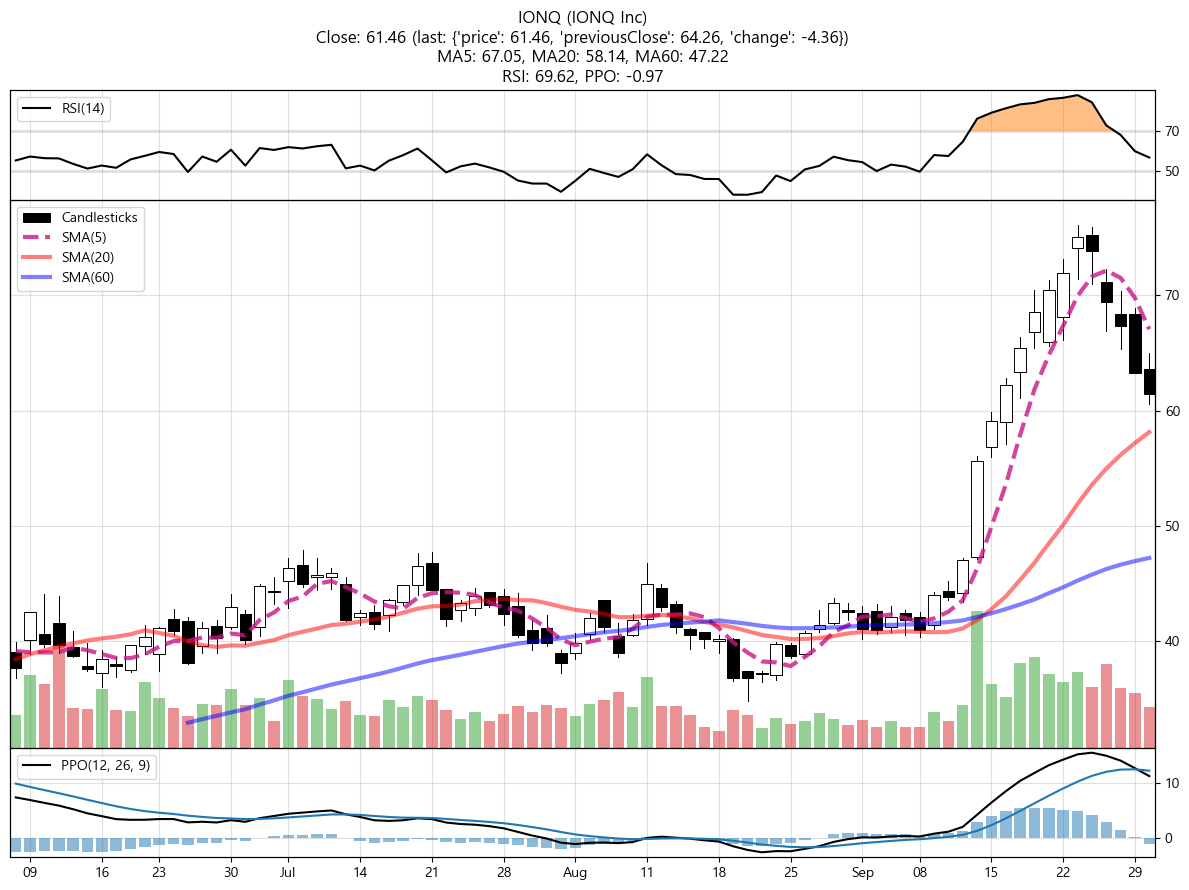 IONQ (IONQ Inc)
Close: 61.46 (last: {'price': 61.46, 'previousClose': 64.26, 'change': -4.36})
MA5: 67.05, MA20: 58.14, MA60: 47.22
RSI: 69.62, PPO: -0.97
RSI(14)
70
50
Candlesticks
SMA(5)
SMA(20)
SMA(60)
70
60
50
40
PPO(12, 26, 9)
10
0
09 16 23 30 Jul 14 21 28 Aug 11 18 25 Sep 08 15 22 29